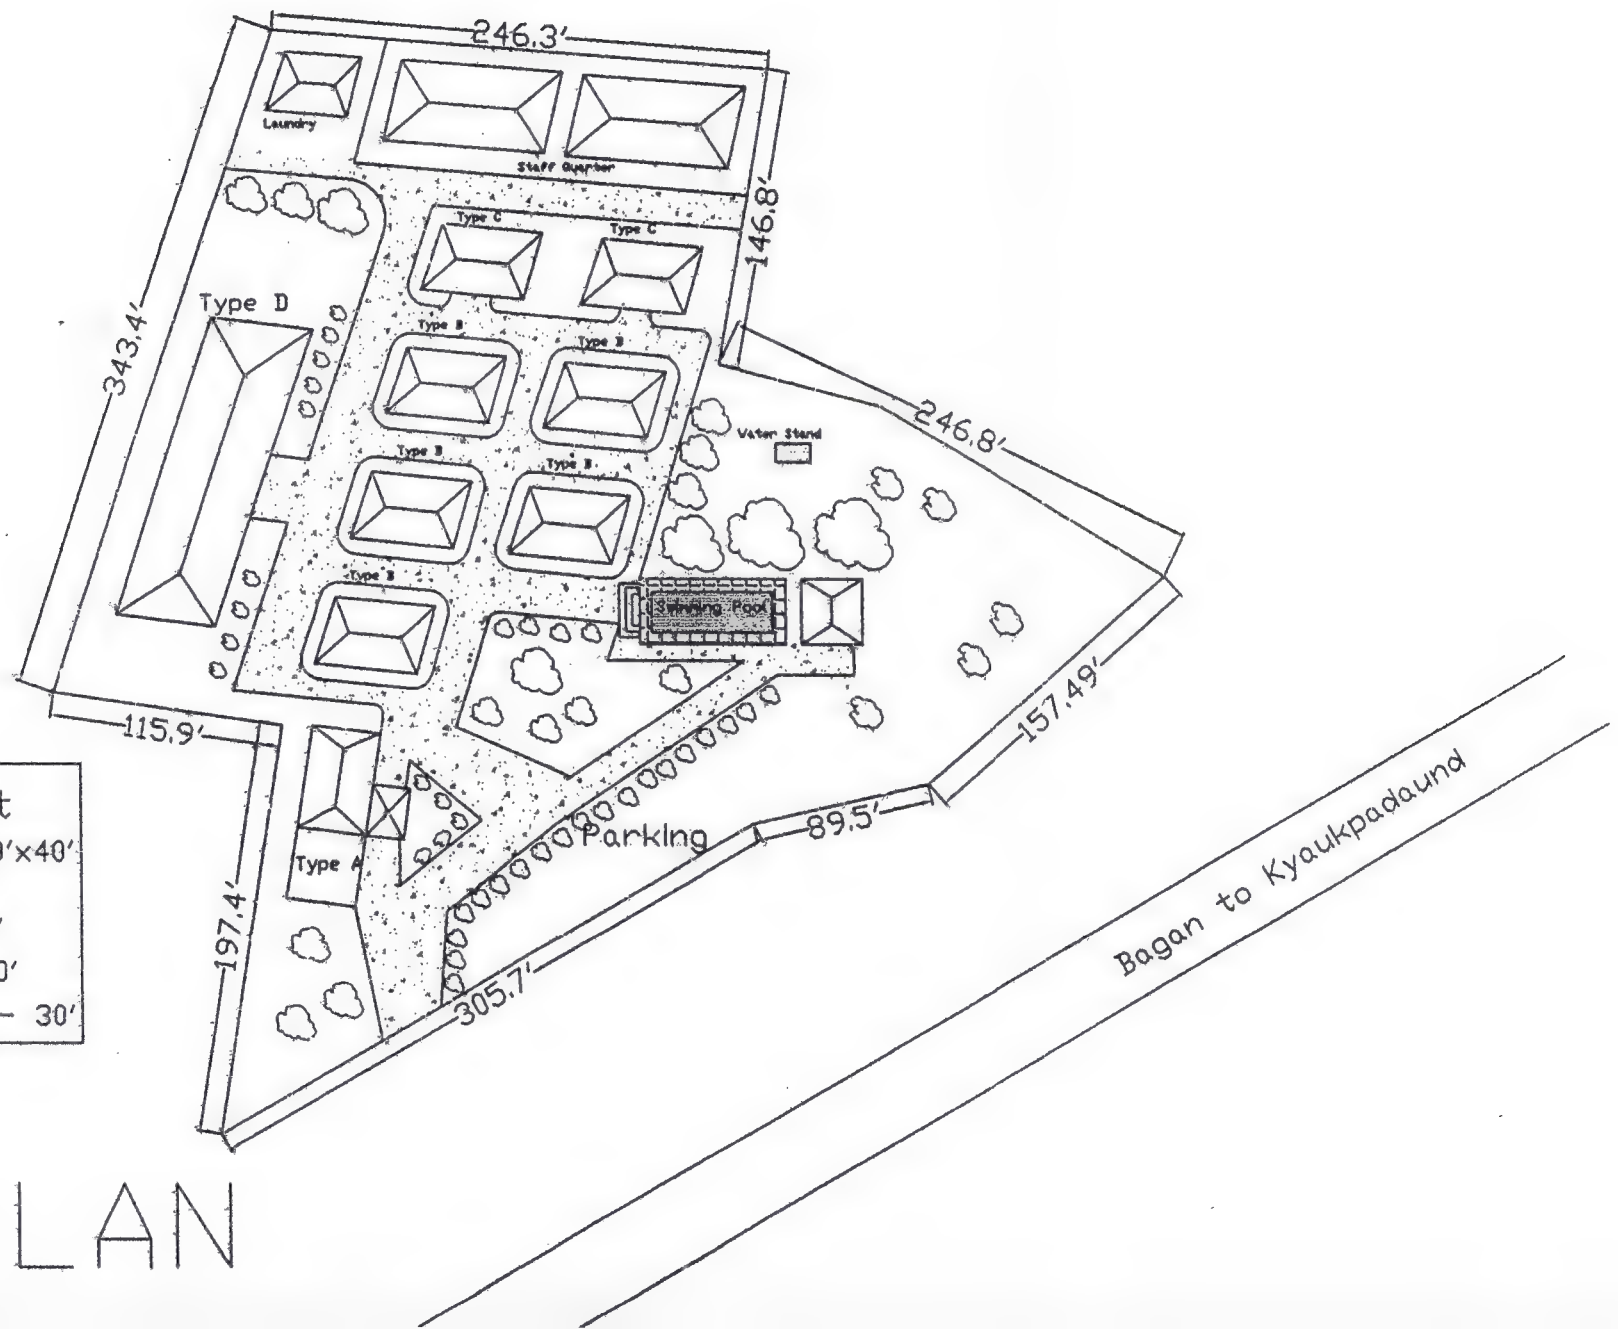 246.3'
Laundry
Staff Quarter
146.8'
Type C
Type C
Type D
343.4'
Type B
Type B
246.8'
Water Stand
Type B
Type B
Type B
Swimming Pool
157.49'
115.9'
t
0'x40'
Type A
Parking
89.5'
Bagan to Kyaukpadaund
197.4'
0'
305.7'
- 30'
LAN